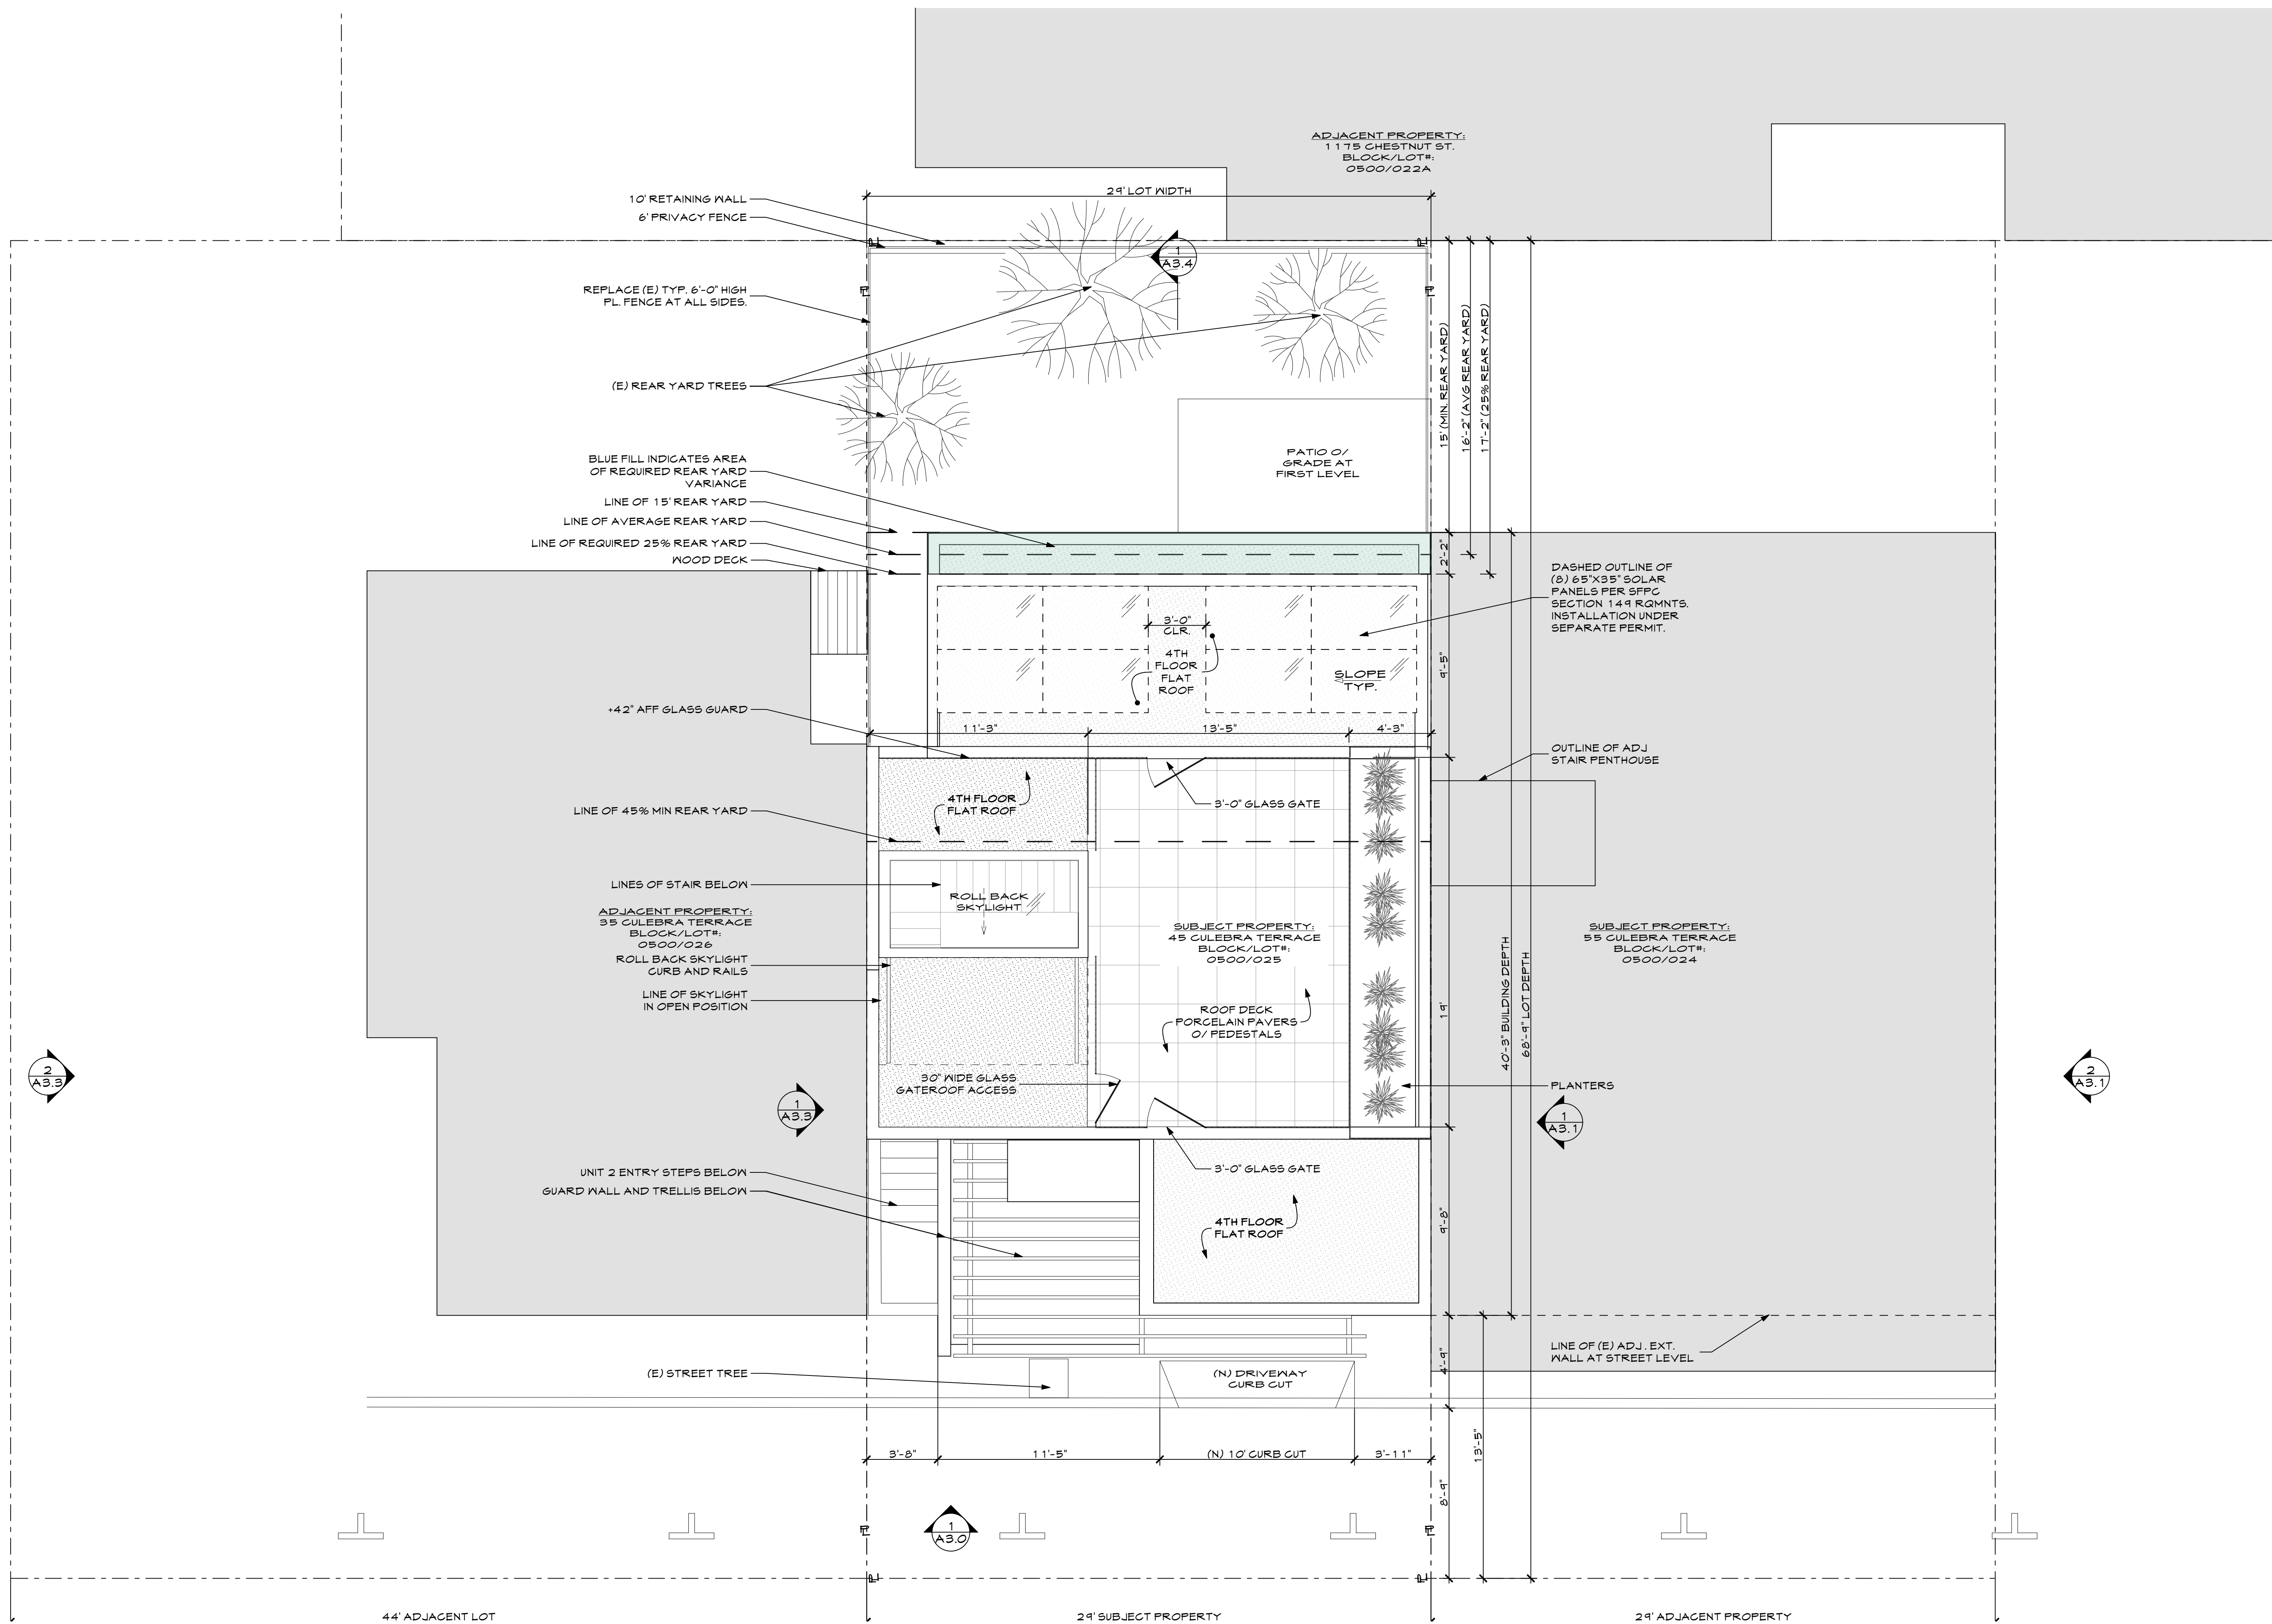 ADJACENT PROPERTY:
1175 CHESTNUT ST.
BLOCK/LOT#:
0500/022A
29' LOT WIDTH
10' RETAINING WALL
6' PRIVACY FENCE
1
A3.4
REPLACE (E) TYP. 6'-0" HIGH
PL. FENCE AT ALL SIDES.
15' (MIN. REAR YARD)
16'-2" (AVG REAR YARD)
17'-2" (25% REAR YARD)
(E) REAR YARD TREES
BLUE FILL INDICATES AREA
OF REQUIRED REAR YARD
VARIANCE
PATIO O/
GRADE AT
FIRST LEVEL
LINE OF 15' REAR YARD
LINE OF AVERAGE REAR YARD
LINE OF REQUIRED 25% REAR YARD
WOOD DECK
2'-2"
DASHED OUTLINE OF
(8) 65"X35" SOLAR
PANELS PER SFPC
SECTION 149 RQMNTS.
INSTALLATION UNDER
SEPARATE PERMIT.
3'-0"
CLR.
4TH
FLOOR
FLAT
ROOF
SLOPE
TYP.
9'-5"
+42" AFF GLASS GUARD
11'-3"
13'-5"
4'-3"
OUTLINE OF ADJ
STAIR PENTHOUSE
4TH FLOOR
FLAT ROOF
3'-0" GLASS GATE
LINE OF 45% MIN REAR YARD
LINES OF STAIR BELOW
ROLL BACK
SKYLIGHT
ADJACENT PROPERTY:
35 CULEBRA TERRACE
BLOCK/LOT#:
0500/026
SUBJECT PROPERTY:
45 CULEBRA TERRACE
BLOCK/LOT#:
0500/025
SUBJECT PROPERTY:
55 CULEBRA TERRACE
BLOCK/LOT#:
0500/024
ROLL BACK SKYLIGHT
CURB AND RAILS
LINE OF SKYLIGHT
IN OPEN POSITION
ROOF DECK
PORCELAIN PAVERS
O/ PEDESTALS
19'
40'-3" BUILDING DEPTH
68'-9" LOT DEPTH
2
A3.3
30" WIDE GLASS
GATEROOF ACCESS
PLANTERS
2
A3.1
1
A3.3
1
A3.1
UNIT 2 ENTRY STEPS BELOW
GUARD WALL AND TRELLIS BELOW
3'-0" GLASS GATE
4TH FLOOR
FLAT ROOF
9'-8"
LINE OF (E) ADJ. EXT.
WALL AT STREET LEVEL
4'-9"
(E) STREET TREE
(N) DRIVEWAY
CURB CUT
3'-8"
11'-5"
(N) 10' CURB CUT
3'-11"
13'-5"
8'-9"
1
A3.0
44' ADJACENT LOT
29' SUBJECT PROPERTY
29' ADJACENT PROPERTY